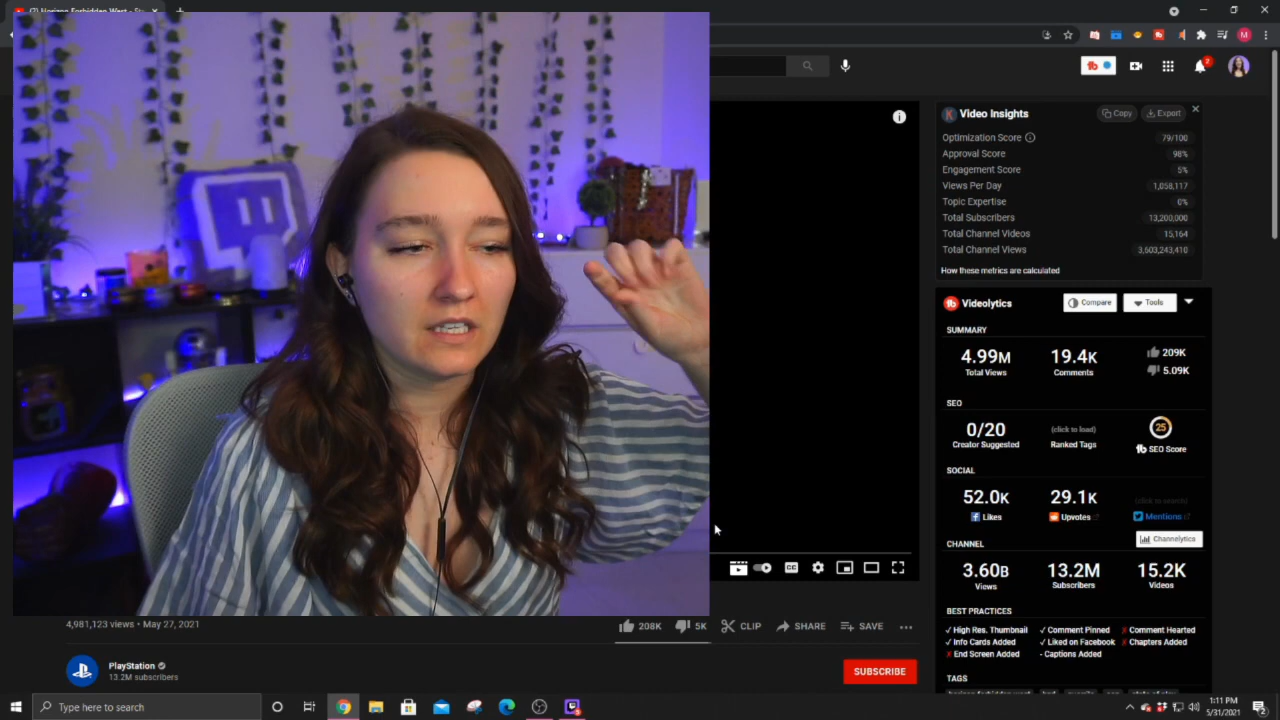 Video Insights
Copy
Export
Optimization Score
79/100
Approval Score
98%
Engagement Score
5%
Views Per Day
1,058,117
Topic Expertise
0%
Total Subscribers
13,200,000
Total Channel Videos
15,164
Total Channel Views
3,603,243,410
How these metrics are calculated
Videolytics
Compare
Tools
SUMMARY
4.99M
Total Views
19.4K
Comments
209K
5.09K
SEO
0/20
Creator Suggested
(click to load)
Ranked Tags
25
SEO Score
SOCIAL
52.0K
Likes
29.1K
Upvotes
(click to search)
Mentions
CHANNEL
Channelytics
3.60B
Views
13.2M
Subscribers
15.2K
Videos
BEST PRACTICES
✓ High Res. Thumbnail
✓ Comment Pinned
✗ Comment Hearted
✓ Info Cards Added
✓ Liked on Facebook
✗ Chapters Added
✗ End Screen Added
- Captions Added
TAGS
4,981,123 views • May 27, 2021
208K
5K
CLIP
SHARE
SAVE
PlayStation
13.2M subscribers
SUBSCRIBE
Type here to search
1:11 PM
5/31/2021